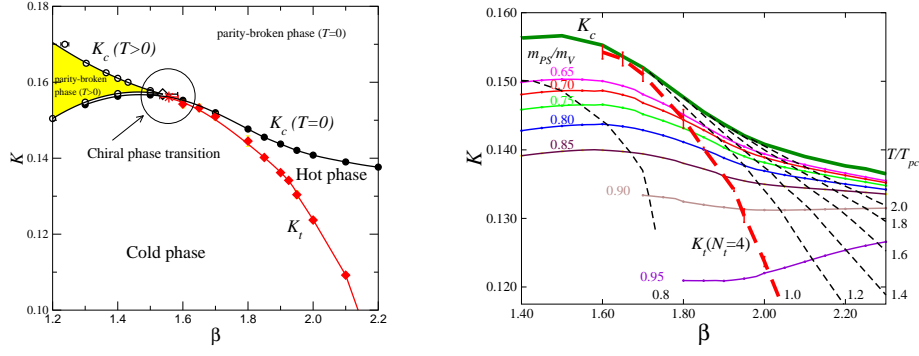 parity-broken phase (T=0)
K_c (T>0)
parity-broken
phase (T>0)
Chiral phase transition
K_c (T=0)
Hot phase
Cold phase
K_t
K
0.20
0.18
0.16
0.14
0.12
0.10
1.2 1.4 1.6 1.8 2.0 2.2
β
K_c
m_PS/m_V
0.65
0.70
0.75
0.80
0.85
0.90
0.95
K_t(N_t=4)
T/T_pc
2.0
1.8
1.6
1.4
1.2
1.0
0.8
K
0.160
0.150
0.140
0.130
0.120
1.40 1.60 1.80 2.00 2.20
β